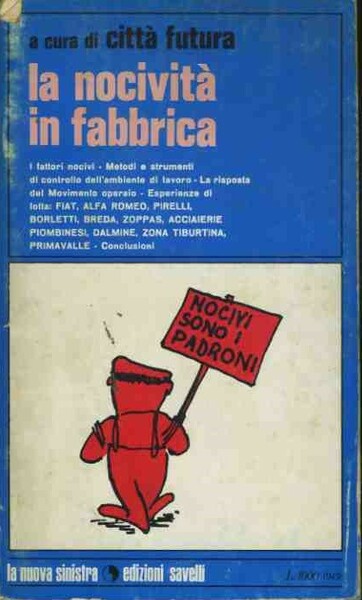 a cura di città futura
la nocività
in fabbrica
I fattori nocivi - Metodi e strumenti
di controllo dell'ambiente di lavoro - La risposta
del Movimento operaio - Esperienze di
lotta: FIAT, ALFA ROMEO, PIRELLI,
BORLETTI, BREDA, ZOPPAS, ACCIAIERIE
PIOMBINESI, DALMINE, ZONA TIBURTINA,
PRIMAVALLE - Conclusioni
NOCIVI
SONO I
PADRONI
la nuova sinistra edizioni savelli